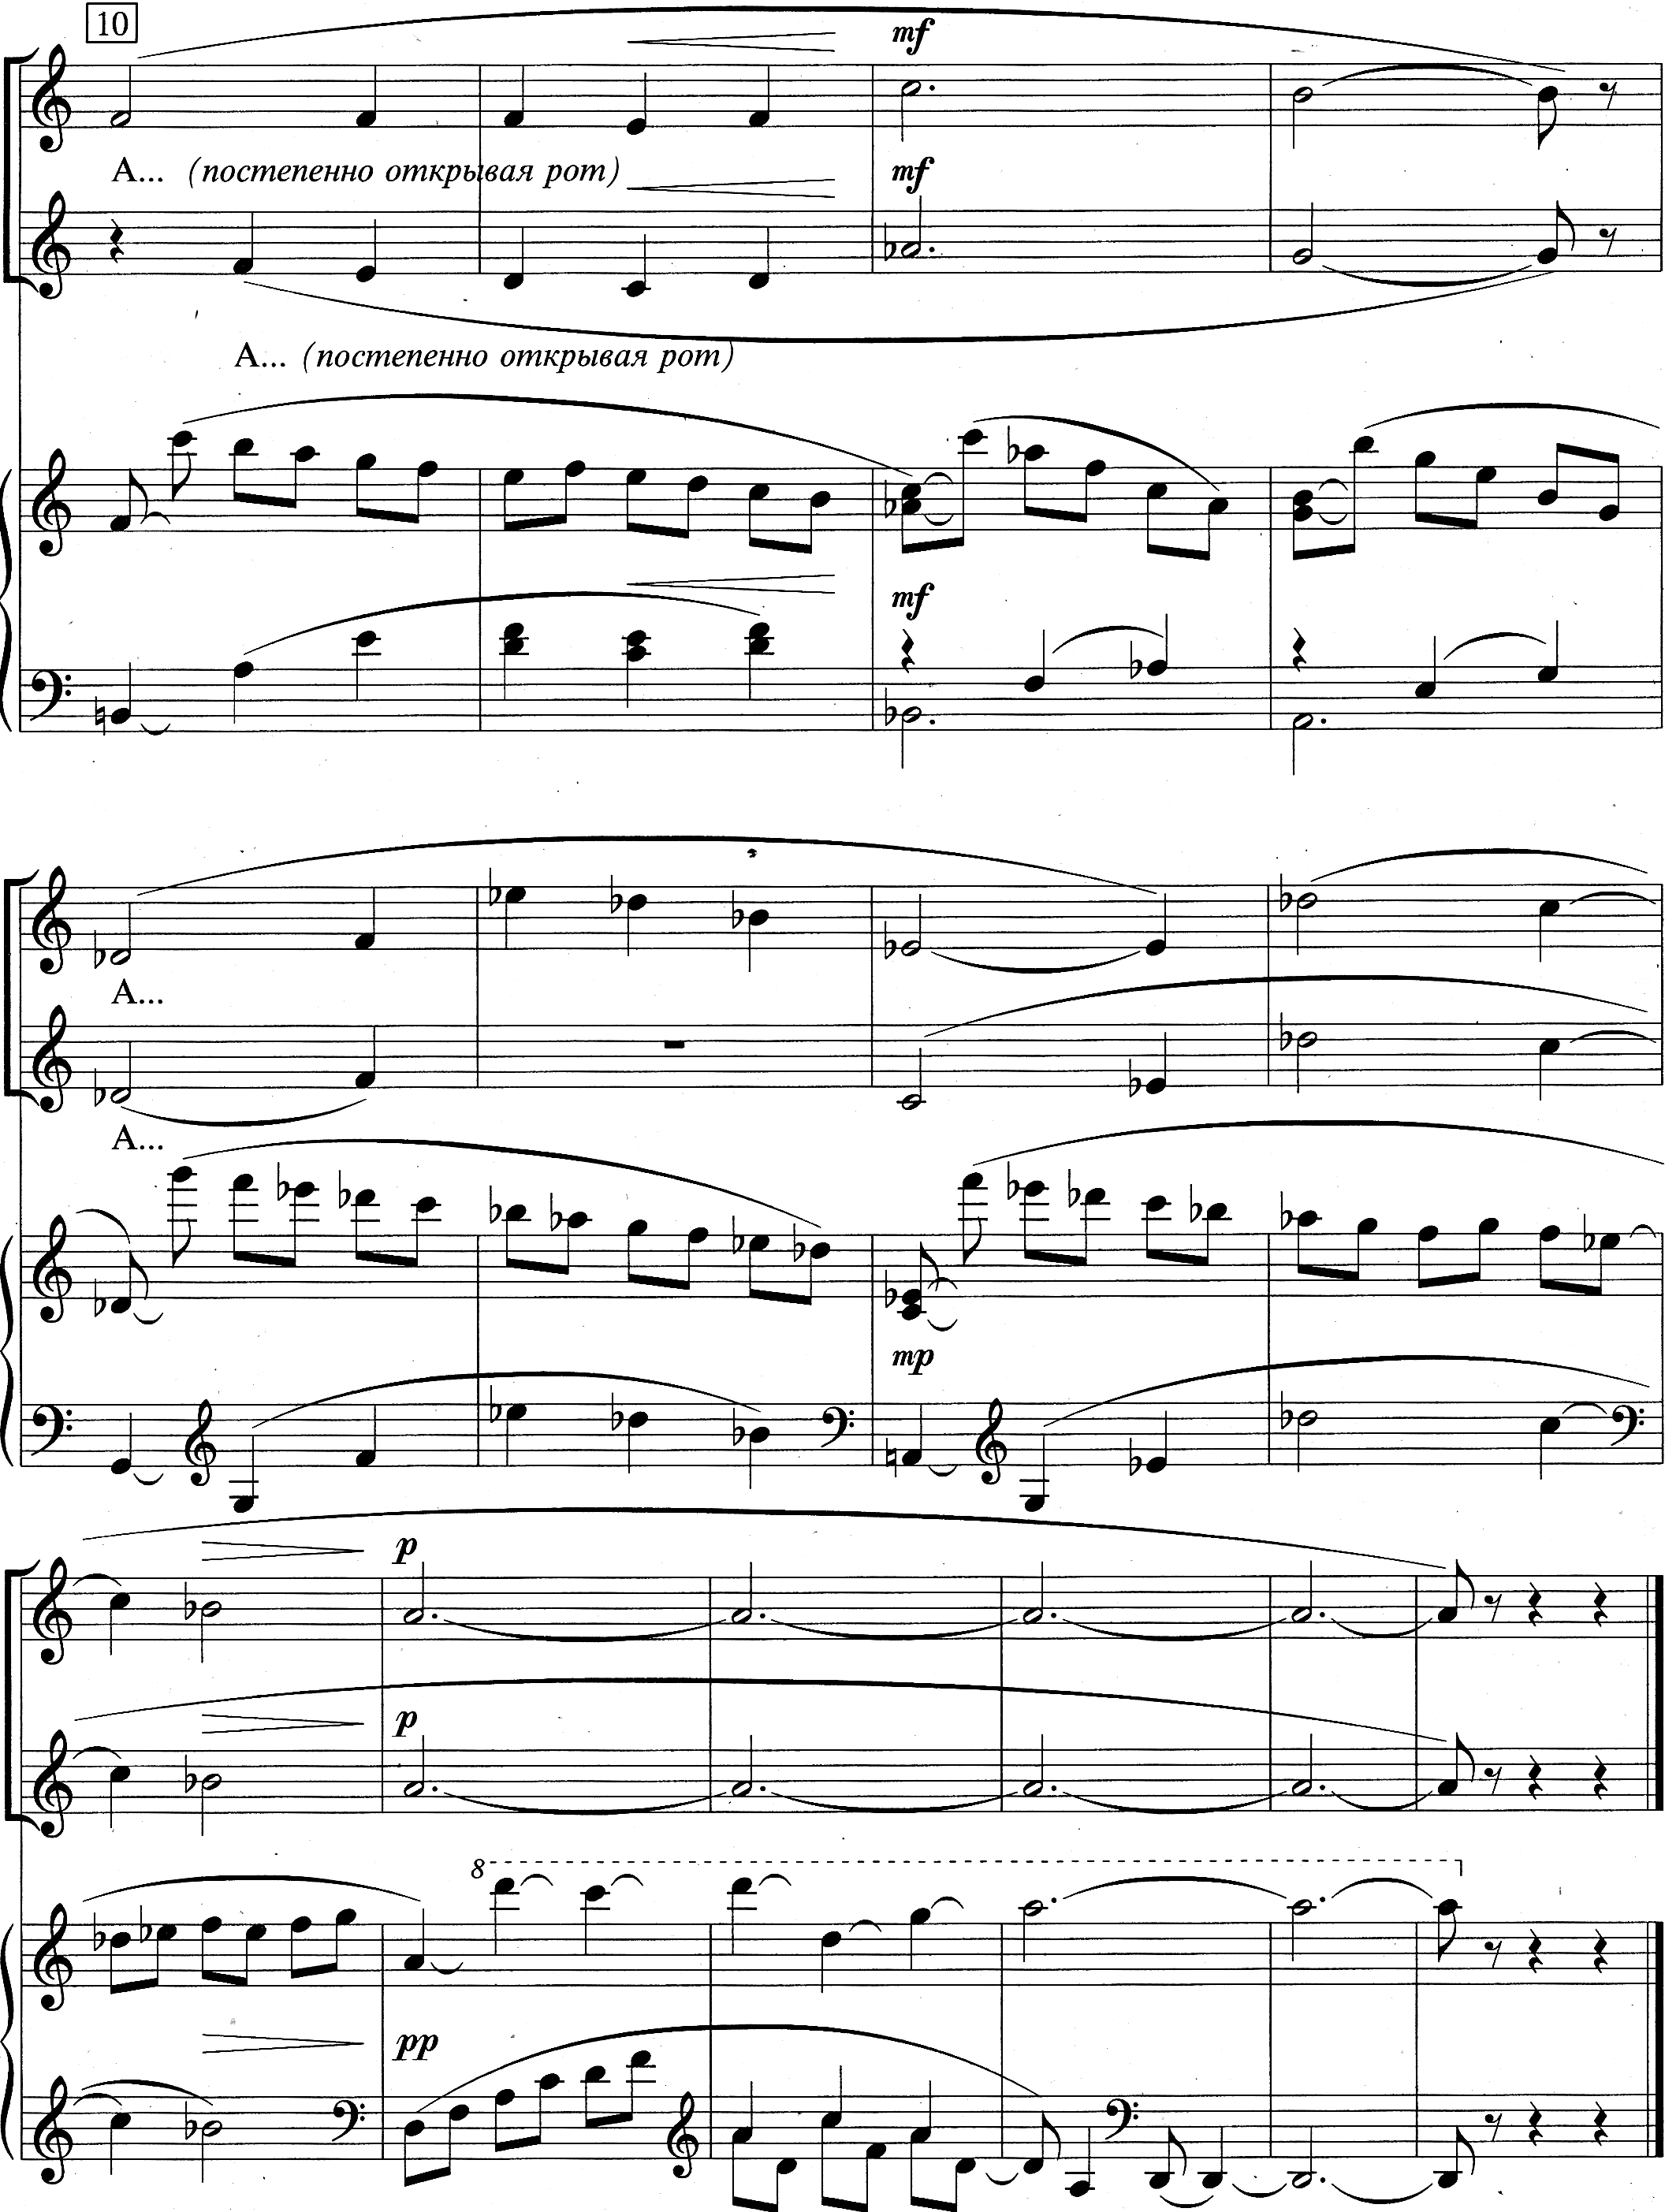 10
mf
А... (постепенно открывая рот)
mf
А... (постепенно открывая рот)
mf
А...
А...
mp
p
p
8
pp